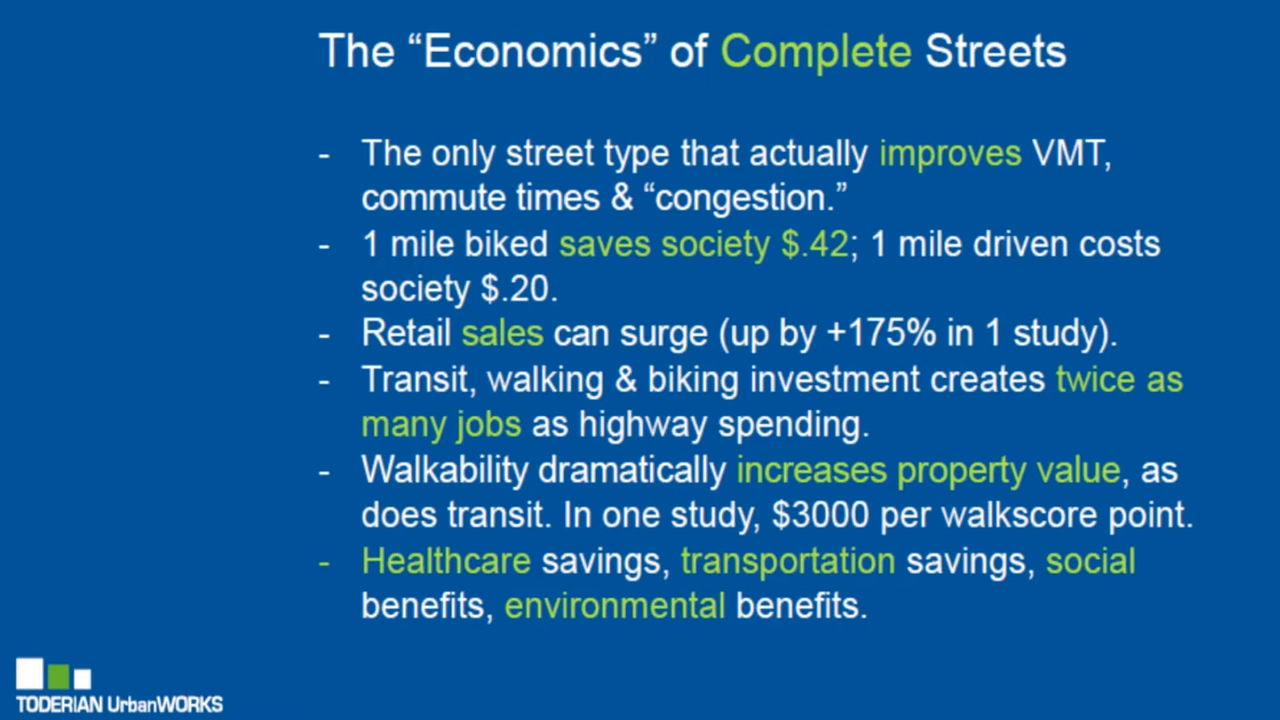 The “Economics” of Complete Streets
- The only street type that actually improves VMT,
commute times & “congestion.”
- 1 mile biked saves society $.42; 1 mile driven costs
society $.20.
- Retail sales can surge (up by +175% in 1 study).
- Transit, walking & biking investment creates twice as
many jobs as highway spending.
- Walkability dramatically increases property value, as
does transit. In one study, $3000 per walkscore point.
- Healthcare savings, transportation savings, social
benefits, environmental benefits.
TODERIAN UrbanWORKS